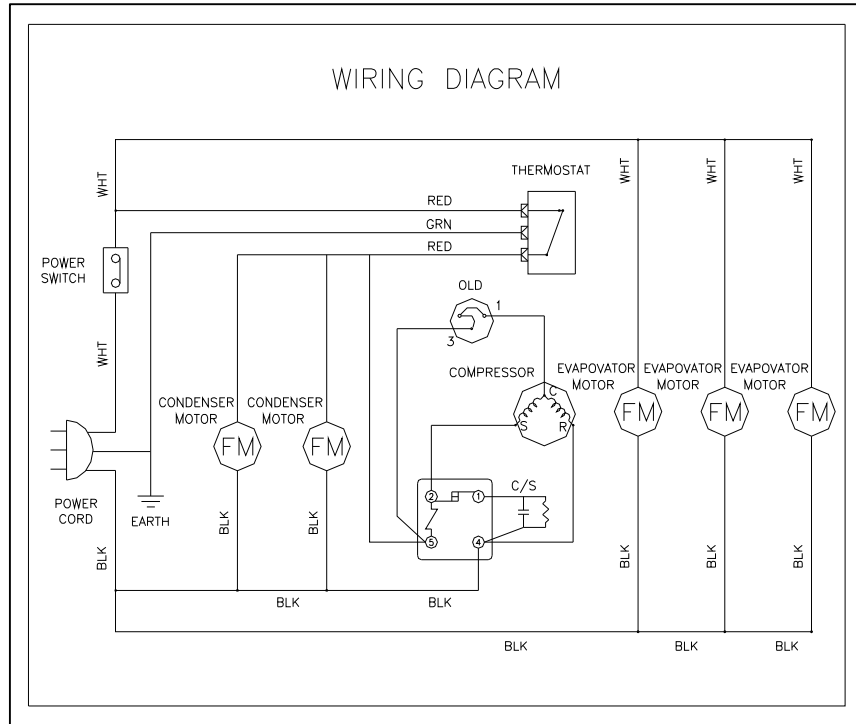 WIRING DIAGRAM
WHT
WHT
WHT
WHT
THERMOSTAT
RED
GRN
RED
POWER
SWITCH
OLD
1
3
WHT
COMPRESSOR
C
S
R
EVAPOVATOR
MOTOR
EVAPOVATOR
MOTOR
EVAPOVATOR
MOTOR
CONDENSER
MOTOR
CONDENSER
MOTOR
FM
FM
FM
FM
FM
POWER
CORD
EARTH
C/S
2
1
5
4
BLK
BLK
BLK
BLK
BLK
BLK
BLK
BLK
BLK
BLK
BLK